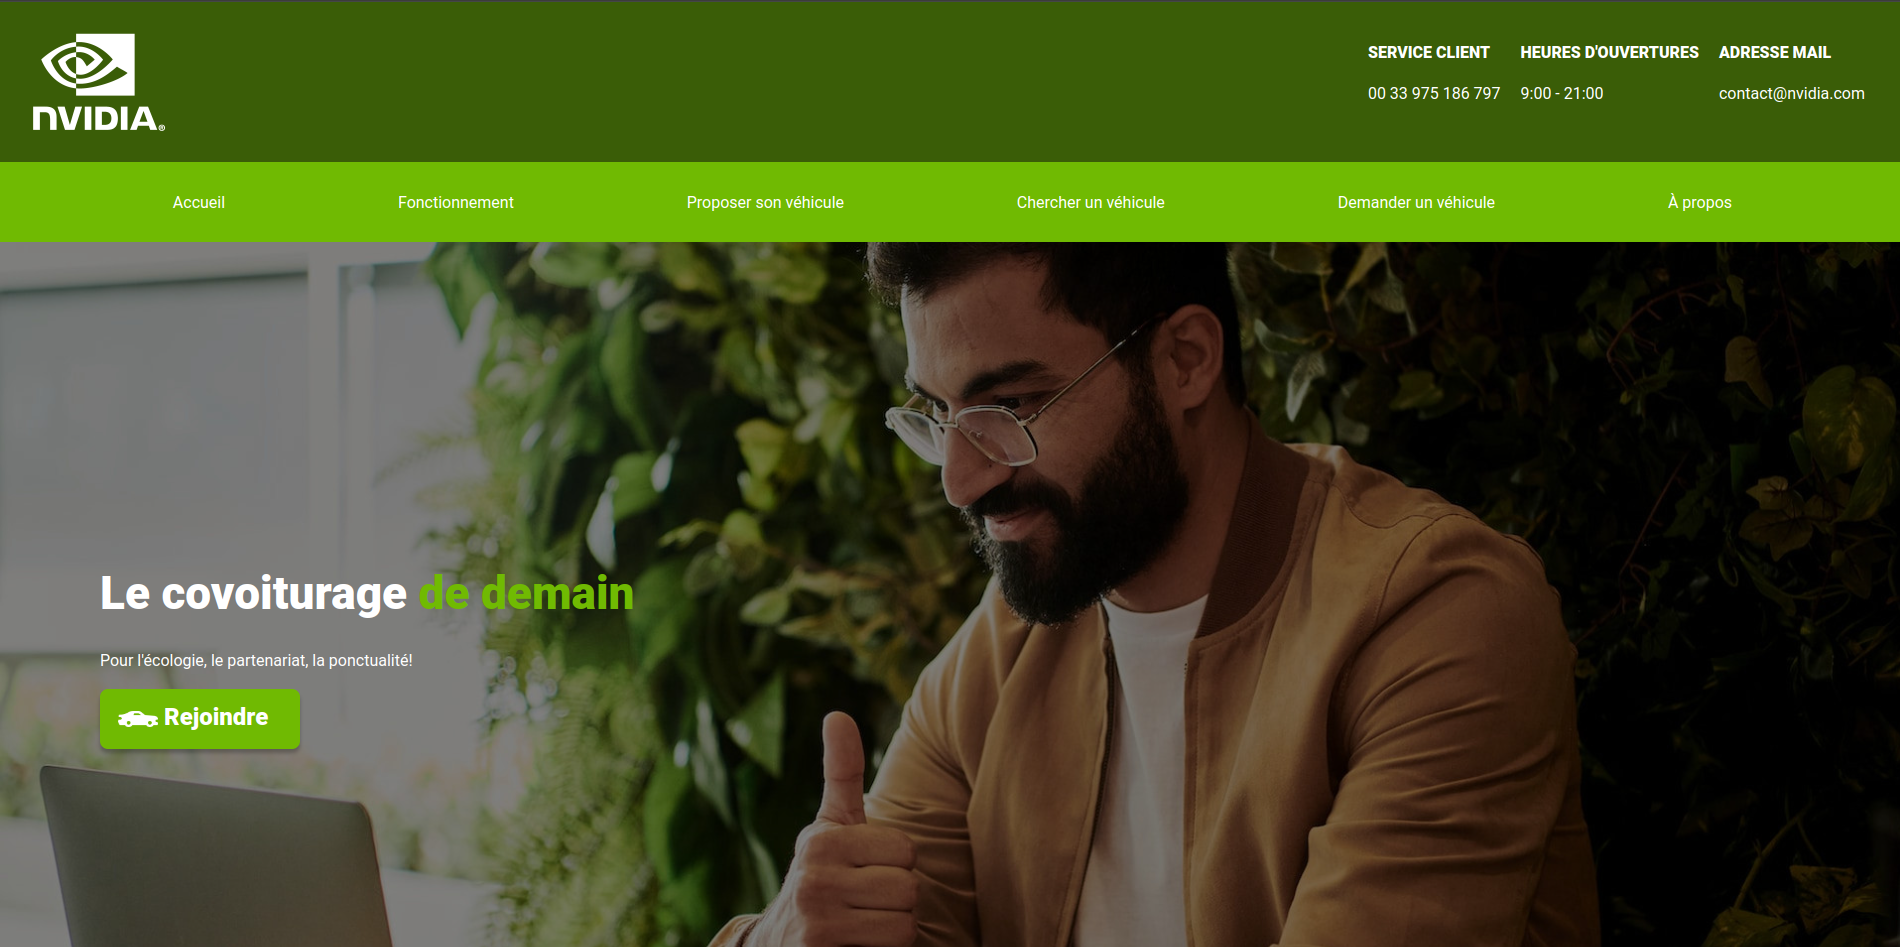 nVIDIA®
SERVICE CLIENT
00 33 975 186 797
HEURES D'OUVERTURES
9:00 - 21:00
ADRESSE MAIL
contact@nvidia.com
Accueil
Fonctionnement
Proposer son véhicule
Chercher un véhicule
Demander un véhicule
À propos
Le covoiturage de demain
Pour l'écologie, le partenariat, la ponctualité!
Rejoindre